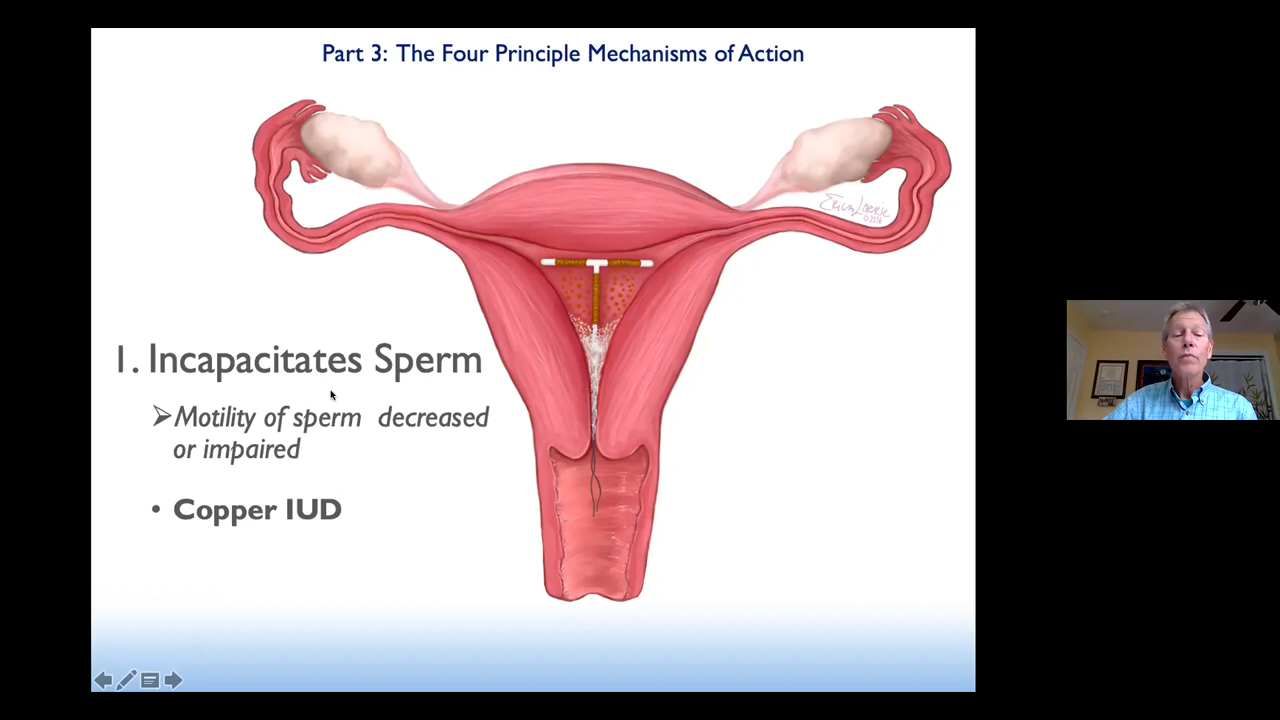 Part 3: The Four Principle Mechanisms of Action
©2016
1. Incapacitates Sperm
➢Motility of sperm decreased
or impaired
• Copper IUD